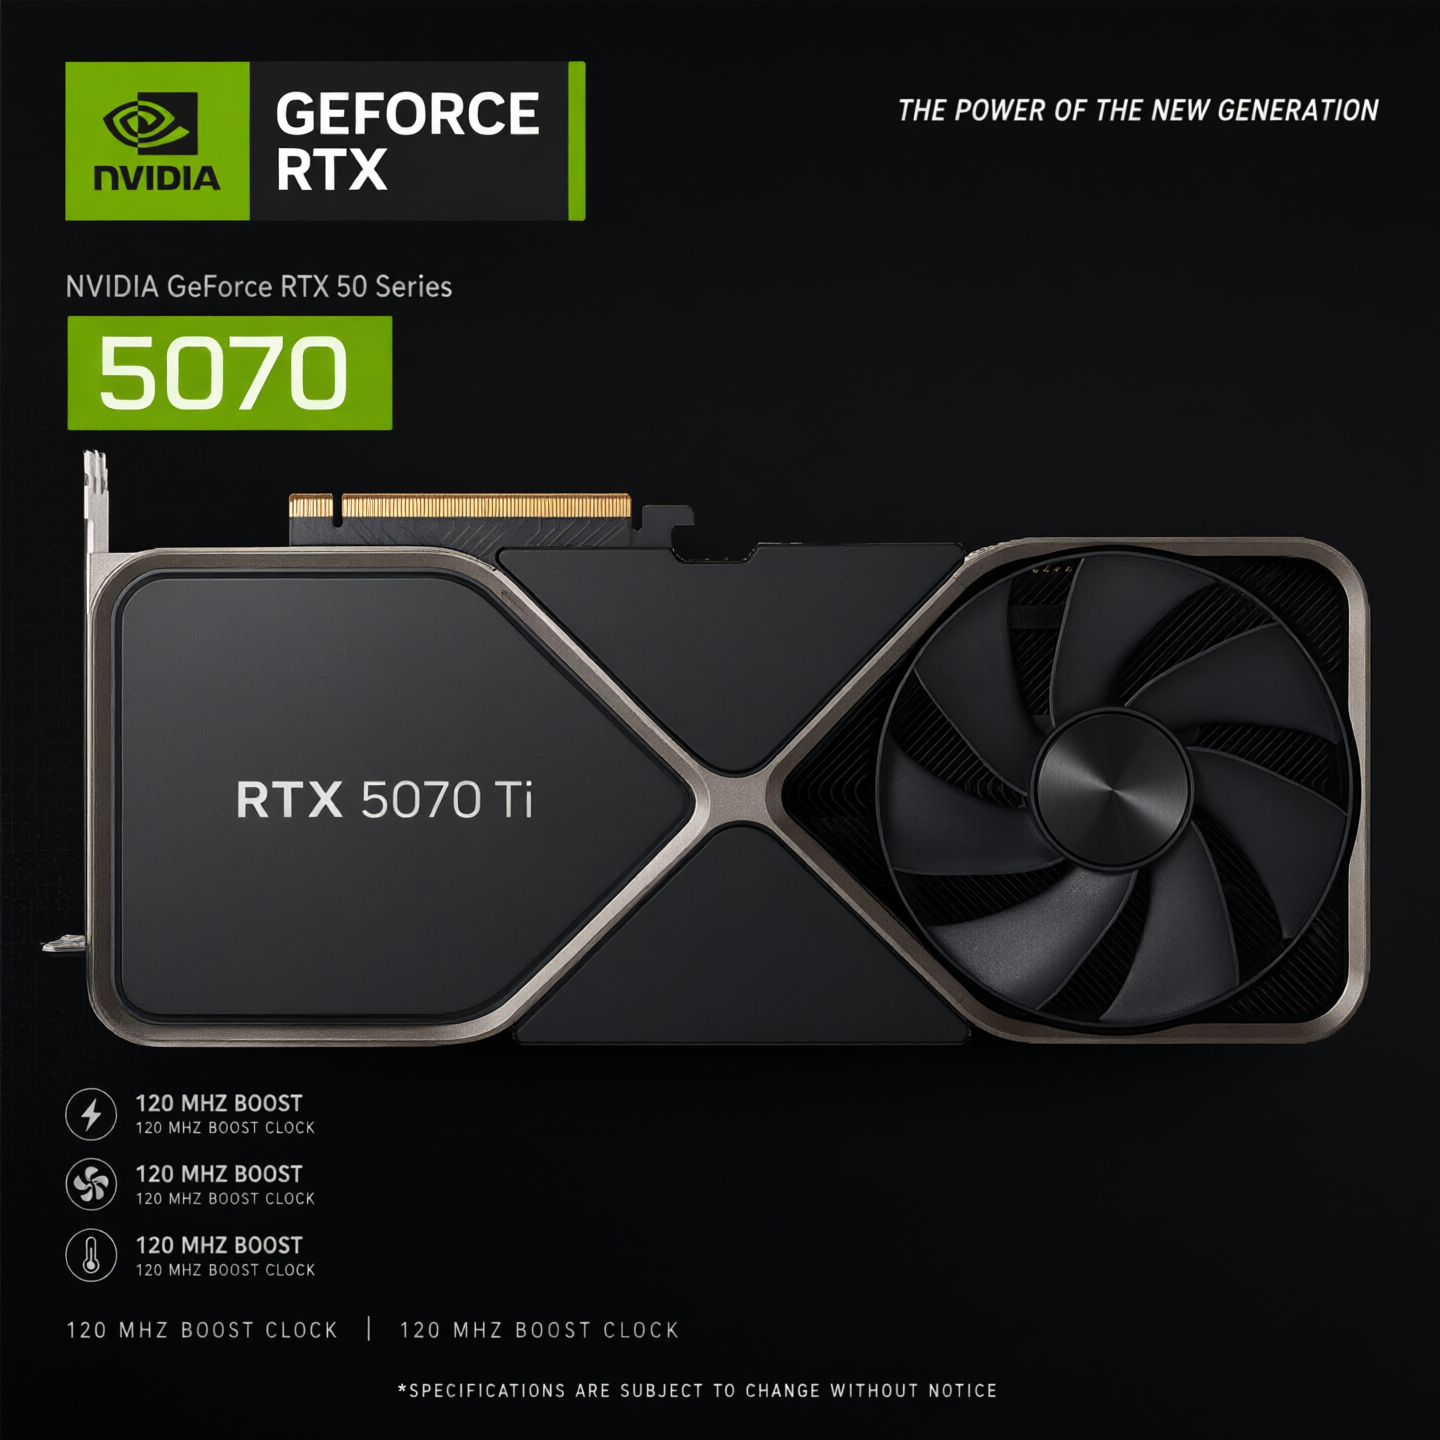 NVIDIA
GEFORCE
RTX
THE POWER OF THE NEW GENERATION
NVIDIA GeForce RTX 50 Series
5070
RTX 5070 Ti
120 MHZ BOOST
120 MHZ BOOST CLOCK
120 MHZ BOOST
120 MHZ BOOST CLOCK
120 MHZ BOOST
120 MHZ BOOST CLOCK
120 MHZ BOOST CLOCK | 120 MHZ BOOST CLOCK
*SPECIFICATIONS ARE SUBJECT TO CHANGE WITHOUT NOTICE